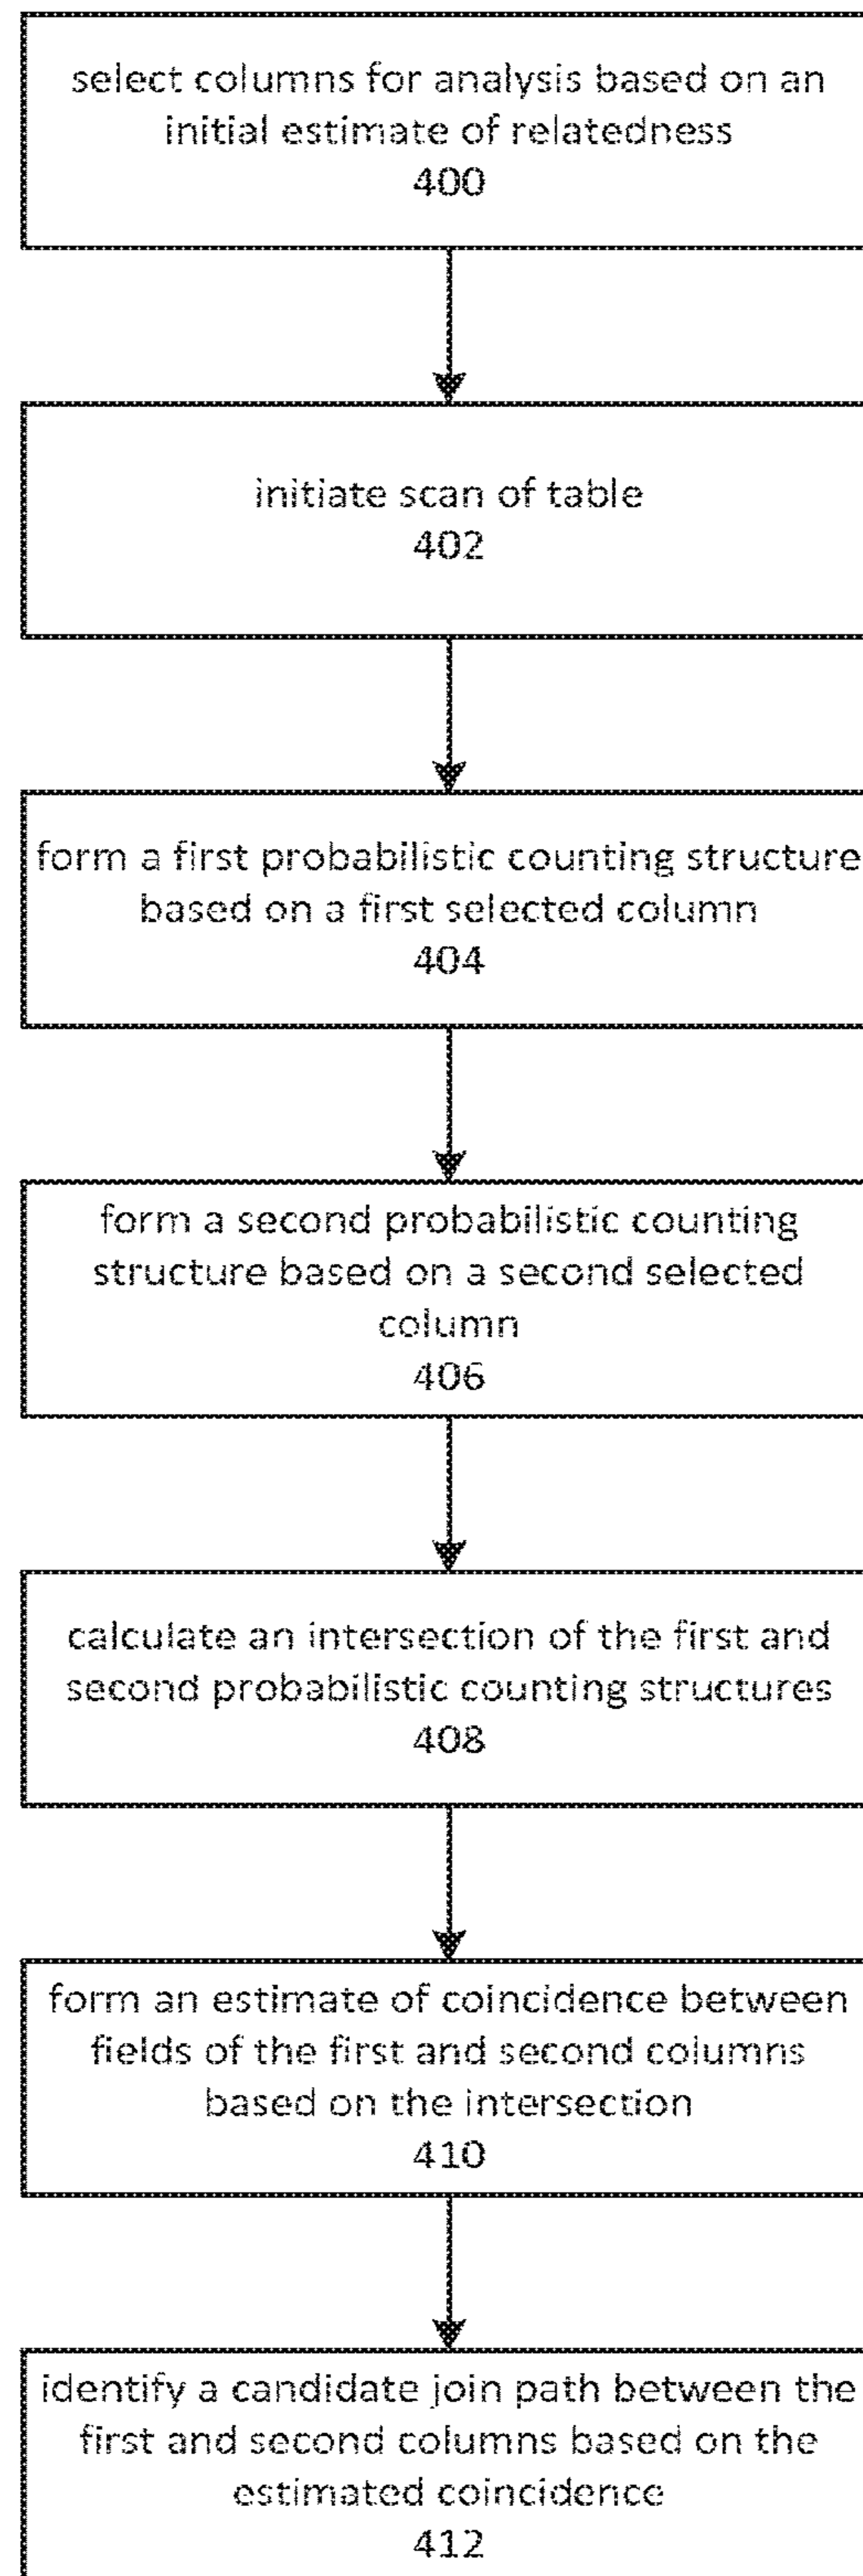 select columns for analysis based on an
initial estimate of relatedness
400
initiate scan of table
402
form a first probabilistic counting structure
based on a first selected column
404
form a second probabilistic counting
structure based on a second selected
column
406
calculate an intersection of the first and
second probabilistic counting structures
408
form an estimate of coincidence between
fields of the first and second columns
based on the intersection
410
identify a candidate join path between the
first and second columns based on the
estimated coincidence
412